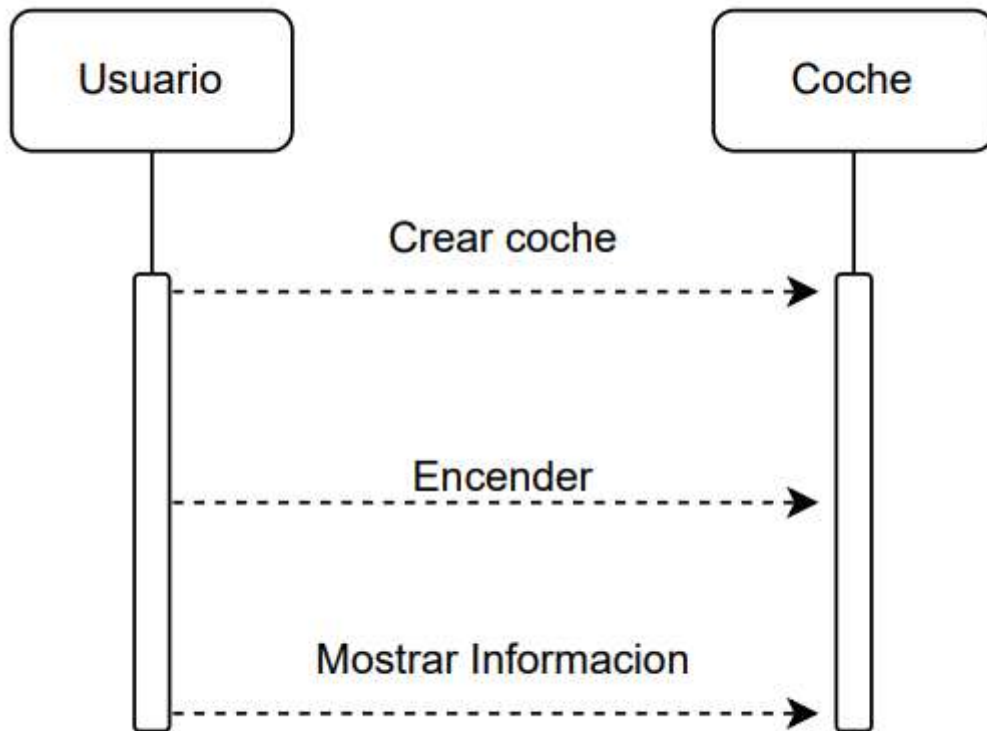 Usuario
Coche
Crear coche
Encender
Mostrar Informacion